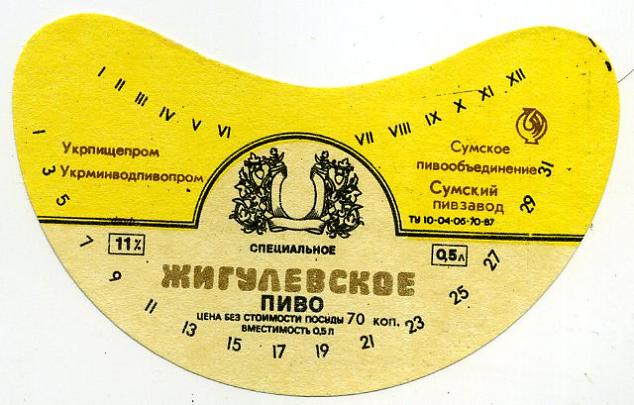 I II III IV V VI VII VIII IX X XI XII
Укрпищепром
Укрминводпивопром
Сумское
пивообъединение
Сумский
пивзавод
ТУ 10-04-06-70-87
11%
0,5 л
СПЕЦИАЛЬНОЕ
ЖИГУЛЕВСКОЕ
ПИВО
ЦЕНА БЕЗ СТОИМОСТИ ПОСУДЫ 70 КОП.
ВМЕСТИМОСТЬ 0,5 Л
1 3 5 7 9 11 13 15 17 19 21 23 25 27 29 31